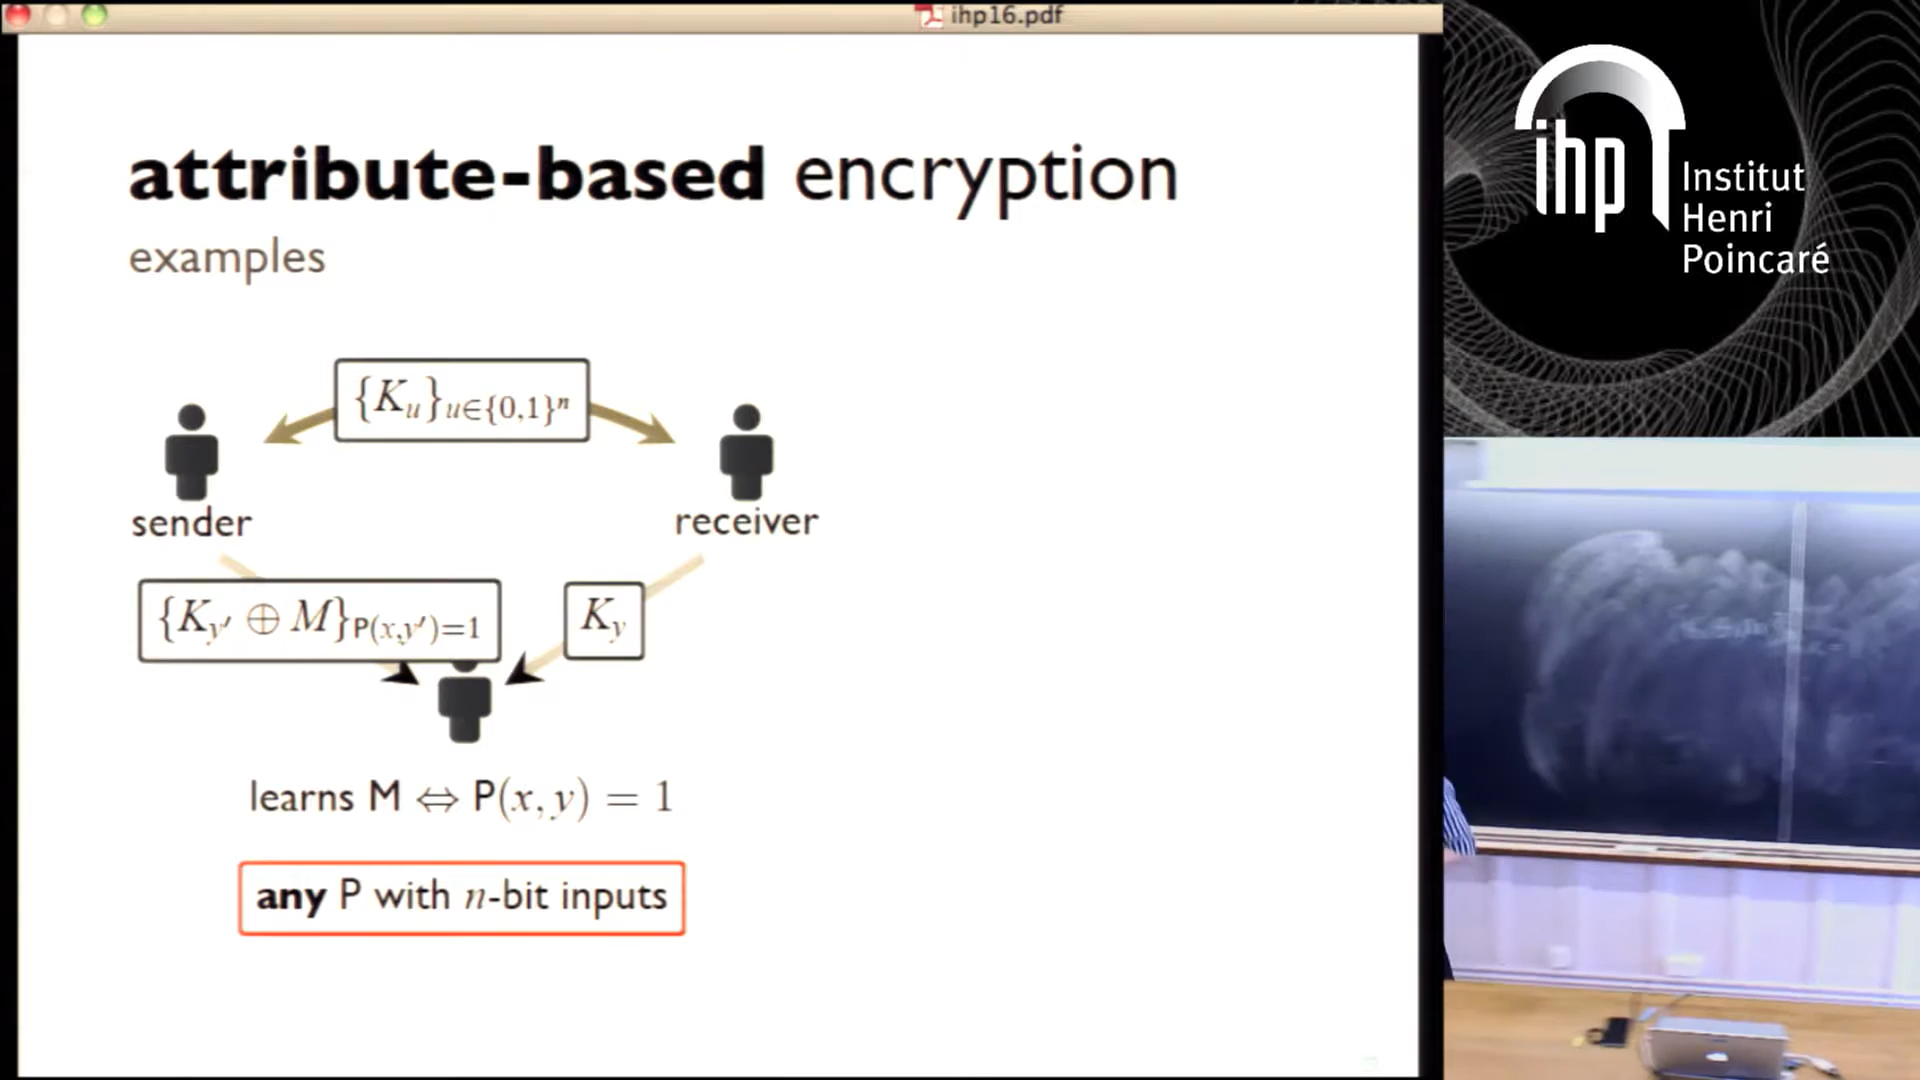 ihp16.pdf
attribute-based encryption
examples
{K_u}_{u∈{0,1}^n}
sender
receiver
{K_{y'} ⊕ M}_{P(x,y')=1}
K_y
learns M ⇔ P(x, y) = 1
any P with n-bit inputs
ihp
Institut
Henri
Poincaré